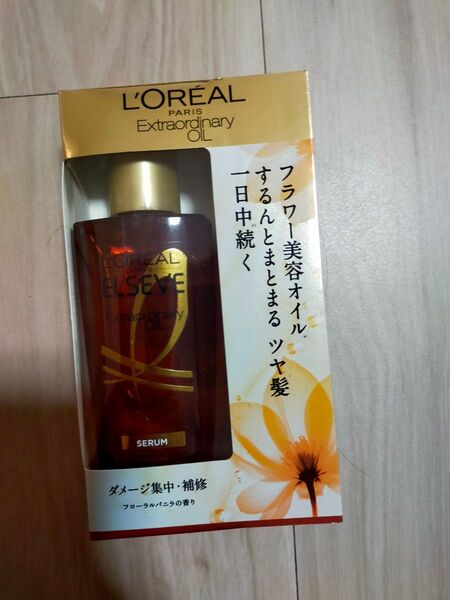 L'ORÉAL
PARIS
Extraordinary
OIL
フラワー美容オイル
するんとまとまる ツヤ髪
一日中続く
L'ORÉAL
ELSEVE
Extraordinary
OIL
SERUM
ダメージ集中・補修
フローラルバニラの香り